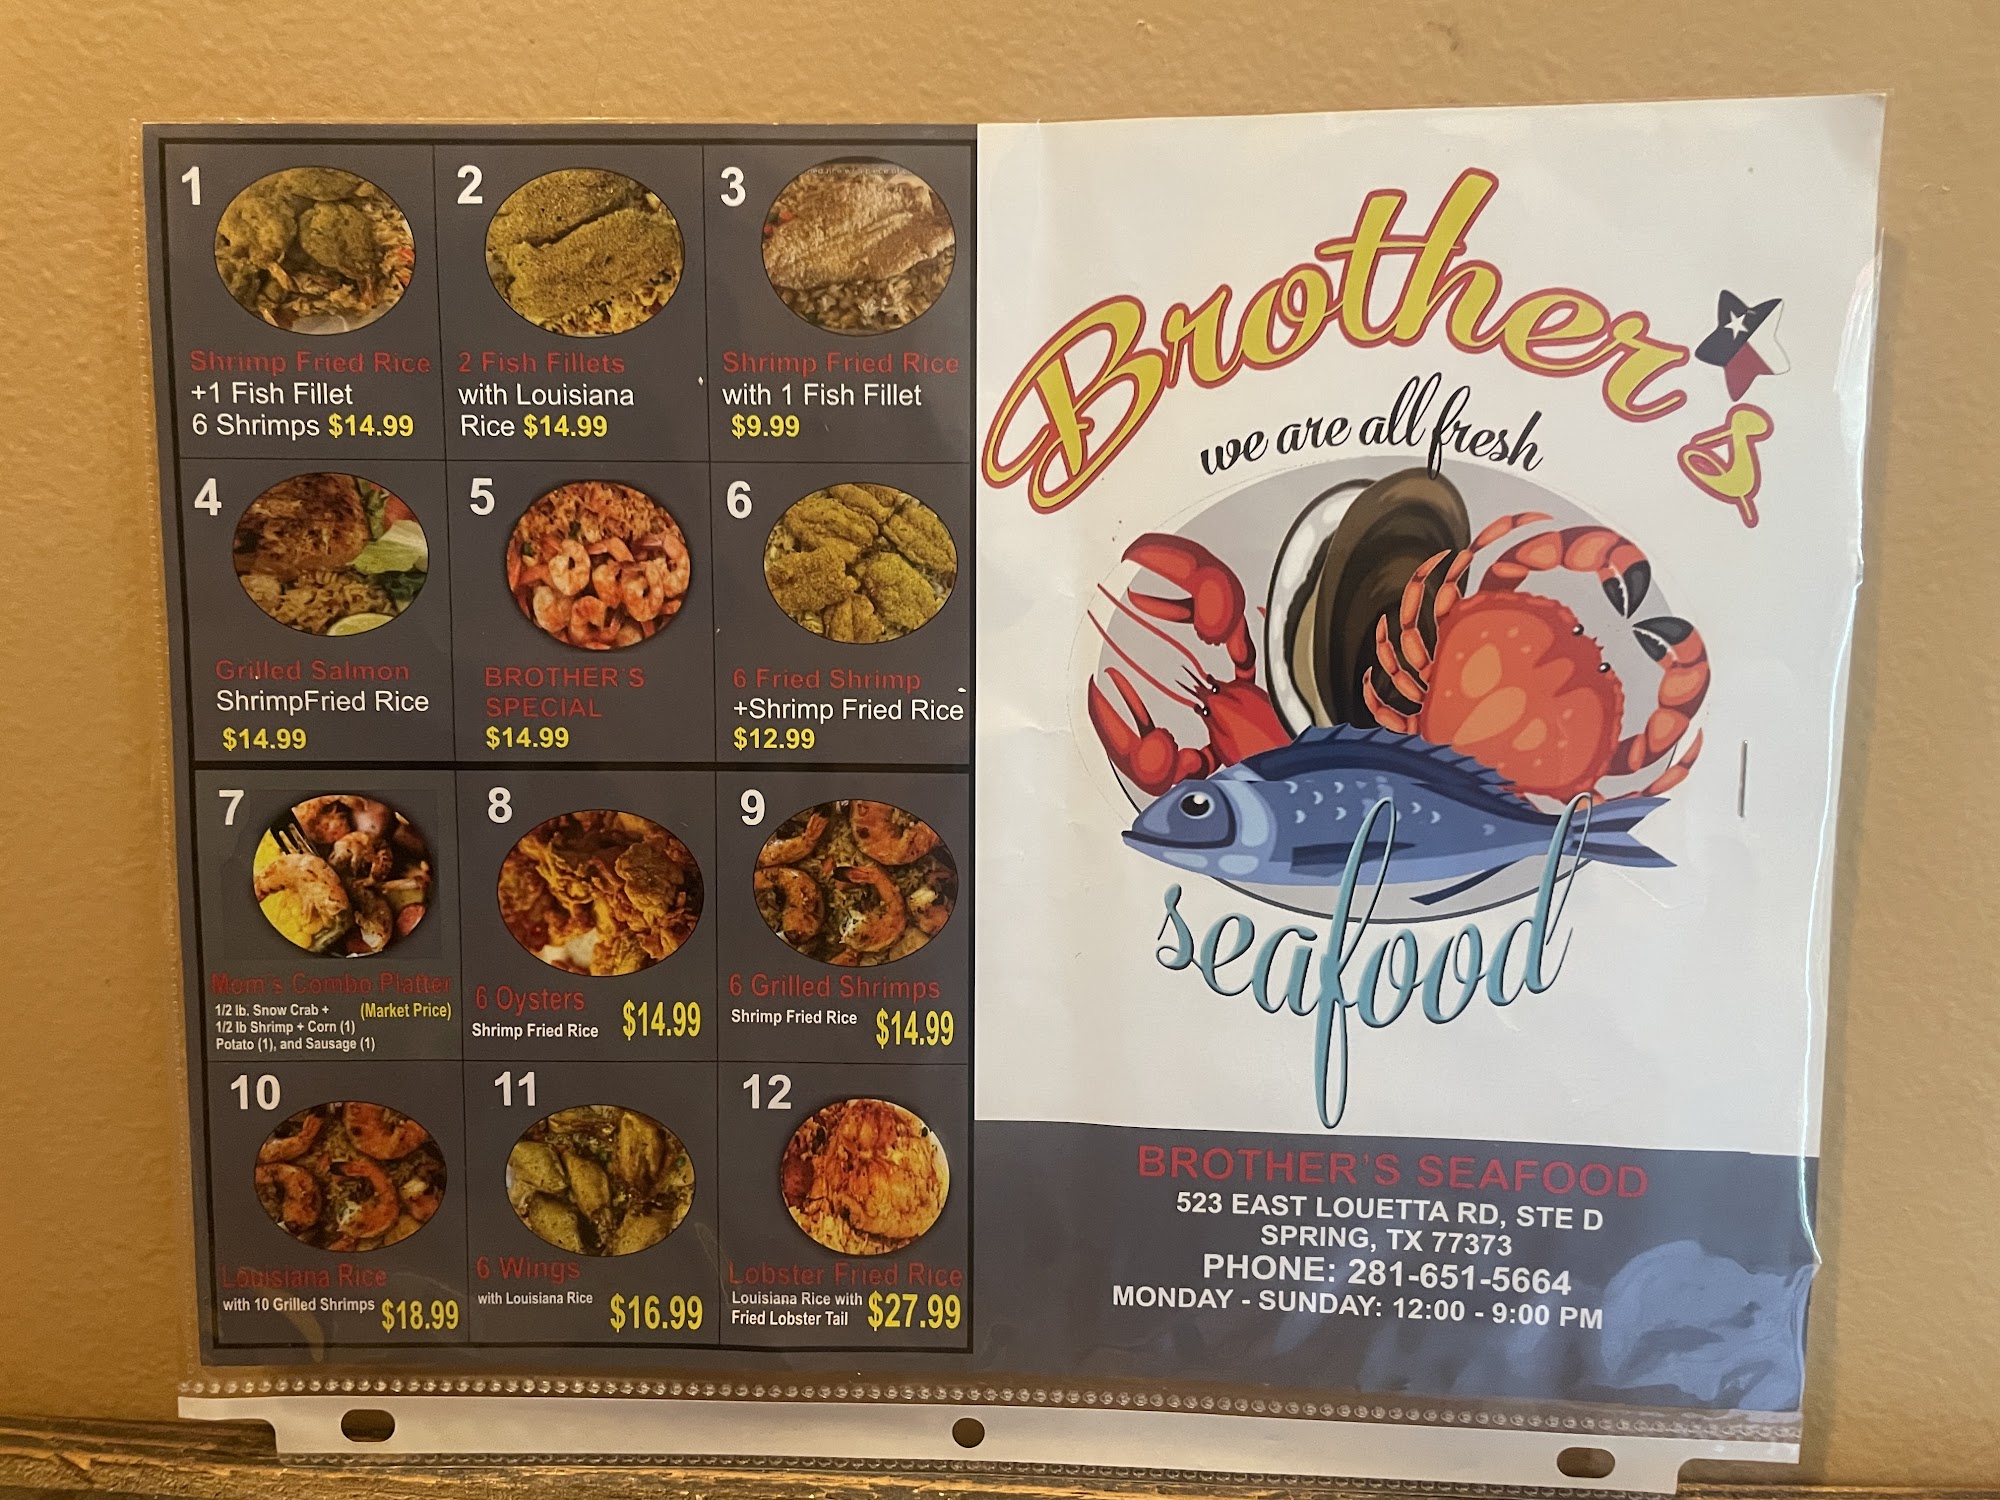 1
Shrimp Fried Rice
+1 Fish Fillet
6 Shrimps $14.99
2
2 Fish Fillets
with Louisiana
Rice $14.99
3
Shrimp Fried Rice
with 1 Fish Fillet
$9.99
4
Grilled Salmon
ShrimpFried Rice
$14.99
5
BROTHER'S
SPECIAL
$14.99
6
6 Fried Shrimp
+Shrimp Fried Rice
$12.99
7
Mom's Combo Platter
1/2 lb. Snow Crab + (Market Price)
1/2 lb Shrimp + Corn (1)
Potato (1), and Sausage (1)
8
6 Oysters
Shrimp Fried Rice $14.99
9
6 Grilled Shrimps
Shrimp Fried Rice $14.99
10
Louisiana Rice
with 10 Grilled Shrimps $18.99
11
6 Wings
with Louisiana Rice $16.99
12
Lobster Fried Rice
Louisiana Rice with
Fried Lobster Tail $27.99
Brother's
we are all fresh
seafood
BROTHER'S SEAFOOD
523 EAST LOUETTA RD, STE D
SPRING, TX 77373
PHONE: 281-651-5664
MONDAY - SUNDAY: 12:00 - 9:00 PM